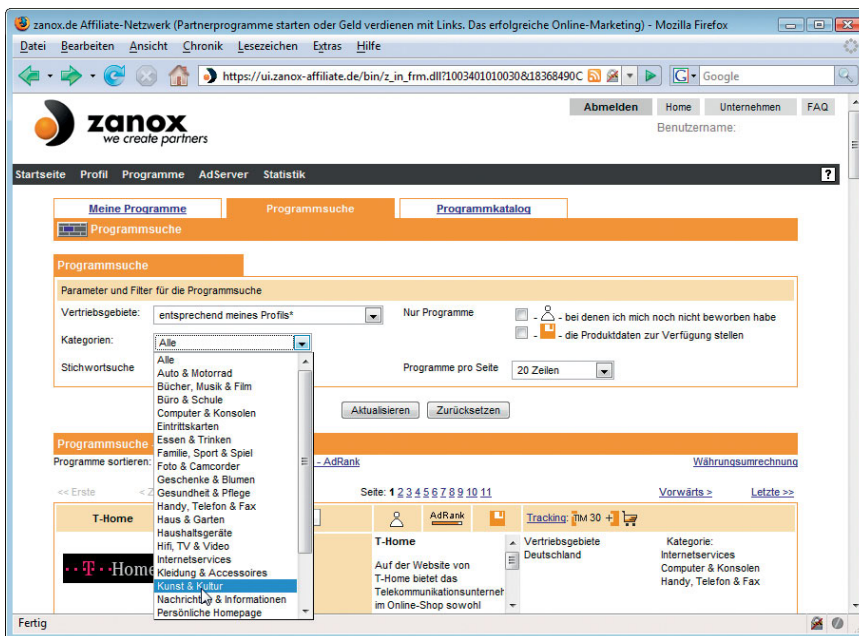 zanox.de Affiliate-Netzwerk (Partnerprogramme starten oder Geld verdienen mit Links. Das erfolgreiche Online-Marketing) - Mozilla Firefox
Datei Bearbeiten Ansicht Chronik Lesezeichen Extras Hilfe
https://ui.zanox-affiliate.de/bin/z_in_frm.dll?1003401010030&18368490C G Google
Abmelden Home Unternehmen FAQ
Benutzername:
zanox
we create partners
Startseite Profil Programme AdServer Statistik ?
Meine Programme Programmsuche Programmkatalog
Programmsuche
Programmsuche
Parameter und Filter für die Programmsuche
Vertriebsgebiete: entsprechend meines Profils* Nur Programme - - bei denen ich mich noch nicht beworben habe
- - die Produktdaten zur Verfügung stellen
Kategorien: Alle
Stichwortsuche Programme pro Seite 20 Zeilen
Alle
Auto & Motorrad
Bücher, Musik & Film
Büro & Schule
Computer & Konsolen
Eintrittskarten
Essen & Trinken
Familie, Sport & Spiel
Foto & Camcorder
Geschenke & Blumen
Gesundheit & Pflege
Handy, Telefon & Fax
Haus & Garten
Haushaltsgeräte
Hifi, TV & Video
Internetservices
Kleidung & Accessoires
Kunst & Kultur
Nachrichten & Informationen
Persönliche Homepage
Aktualisieren Zurücksetzen
Programmsuche
Programme sortieren: - AdRank Währungsumrechnung
<< Erste < Z Seite: 1 2 3 4 5 6 7 8 9 10 11 Vorwärts > Letzte >>
T-Home AdRank Tracking: TIM 30 +
T-Home
Auf der Website von
T-Home bietet das
Telekommunikationsunterneh
im Online-Shop sowohl
Vertriebsgebiete
Deutschland
Kategorie:
Internetservices
Computer & Konsolen
Handy, Telefon & Fax
T Home
Fertig